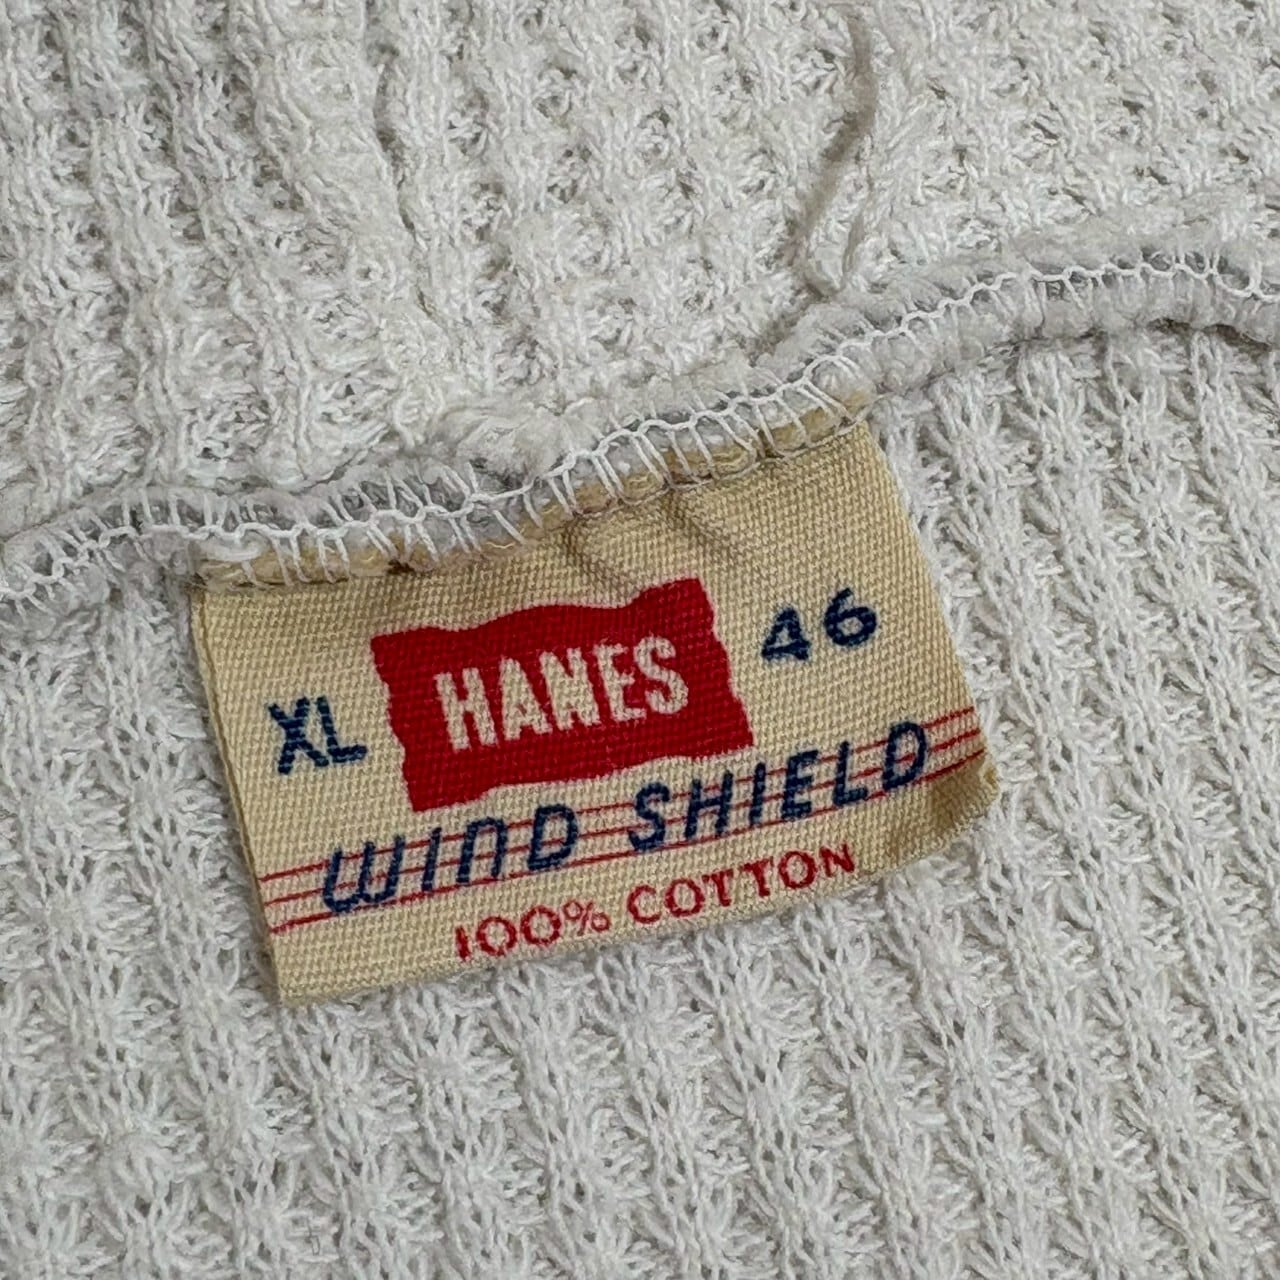 XL HANES 46
WIND SHIELD
100% COTTON